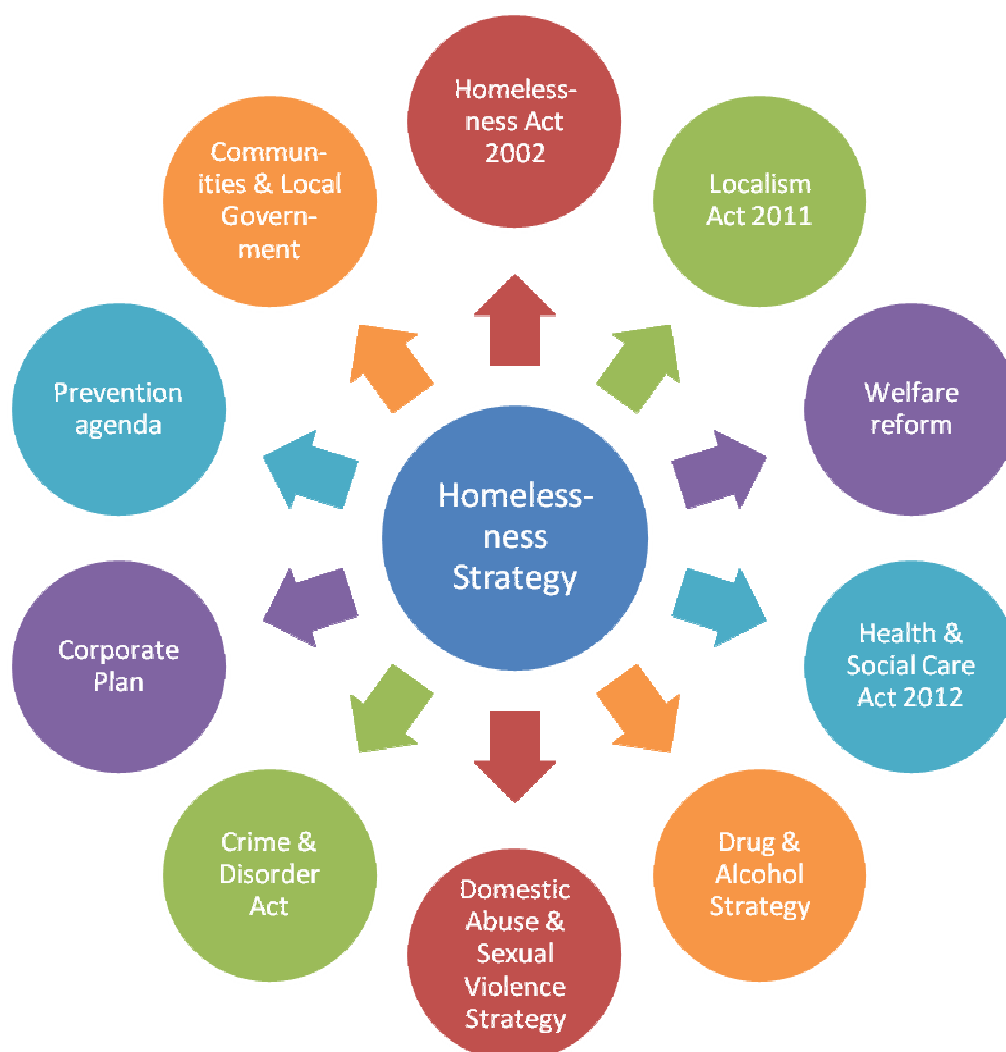 Homeless-
ness Act
2002
Localism
Act 2011
Welfare
reform
Health &
Social Care
Act 2012
Drug &
Alcohol
Strategy
Domestic
Abuse &
Sexual
Violence
Strategy
Crime &
Disorder
Act
Corporate
Plan
Prevention
agenda
Commun-
ities & Local
Govern-
ment
Homeless-
ness
Strategy